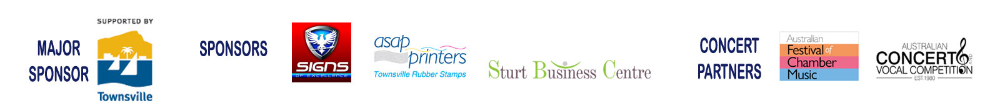 MAJOR
SPONSOR
SUPPORTED BY
Townsville
SPONSORS
SIGNS
OF EXCELLENCE
asap
printers
Townsville Rubber Stamps
Sturt Business Centre
CONCERT
PARTNERS
Australian
Festival of
Chamber
Music
AUSTRALIAN
CONCERTO
AND
VOCAL COMPETITION
EST 1980